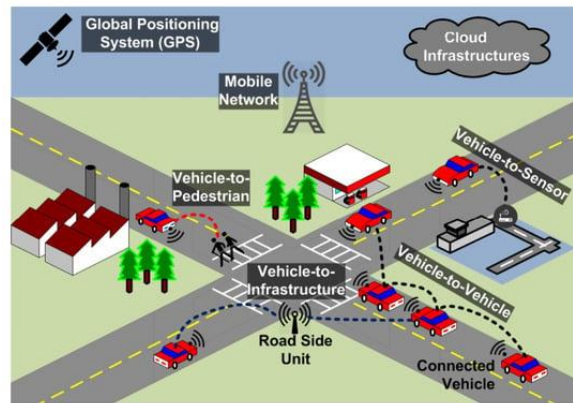 Global Positioning
System (GPS)
Cloud
Infrastructures
Mobile
Network
Vehicle-to-
Pedestrian
Vehicle-to-Sensor
Vehicle-to-
Infrastructure
Vehicle-to-Vehicle
Road Side
Unit
Connected
Vehicle